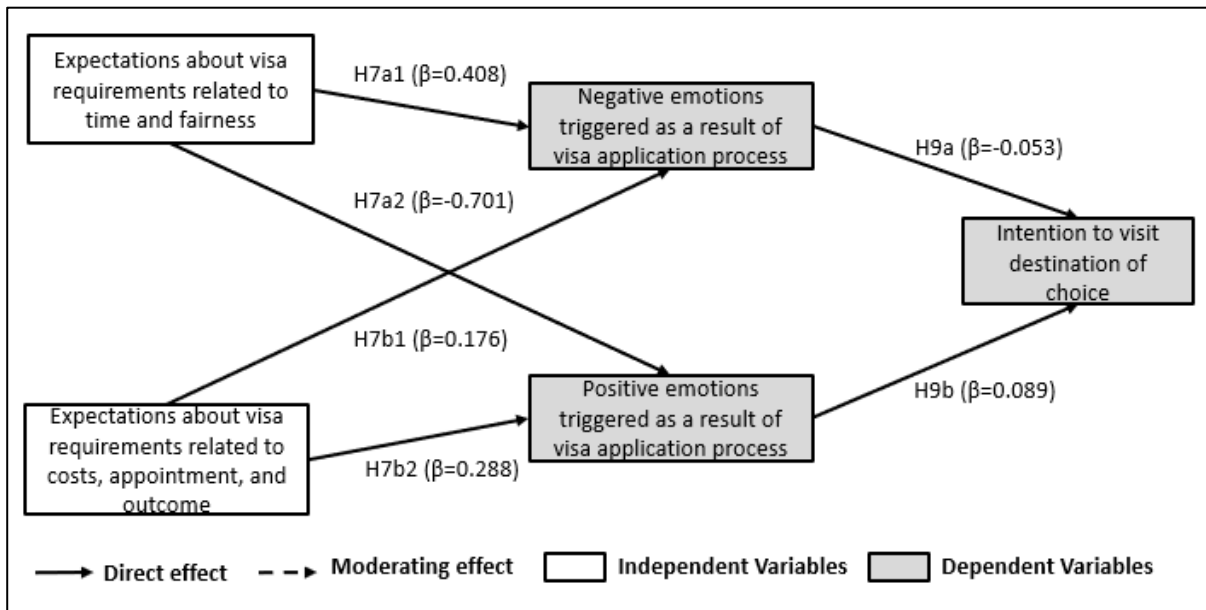 Expectations about visa
requirements related to
time and fairness
H7a1 (β=0.408)
Negative emotions
triggered as a result of
visa application process
H9a (β=-0.053)
H7a2 (β=-0.701)
Intention to visit
destination of
choice
H7b1 (β=0.176)
Expectations about visa
requirements related to
costs, appointment, and
outcome
Positive emotions
triggered as a result of
visa application process
H9b (β=0.089)
H7b2 (β=0.288)
Direct effect
Moderating effect
Independent Variables
Dependent Variables